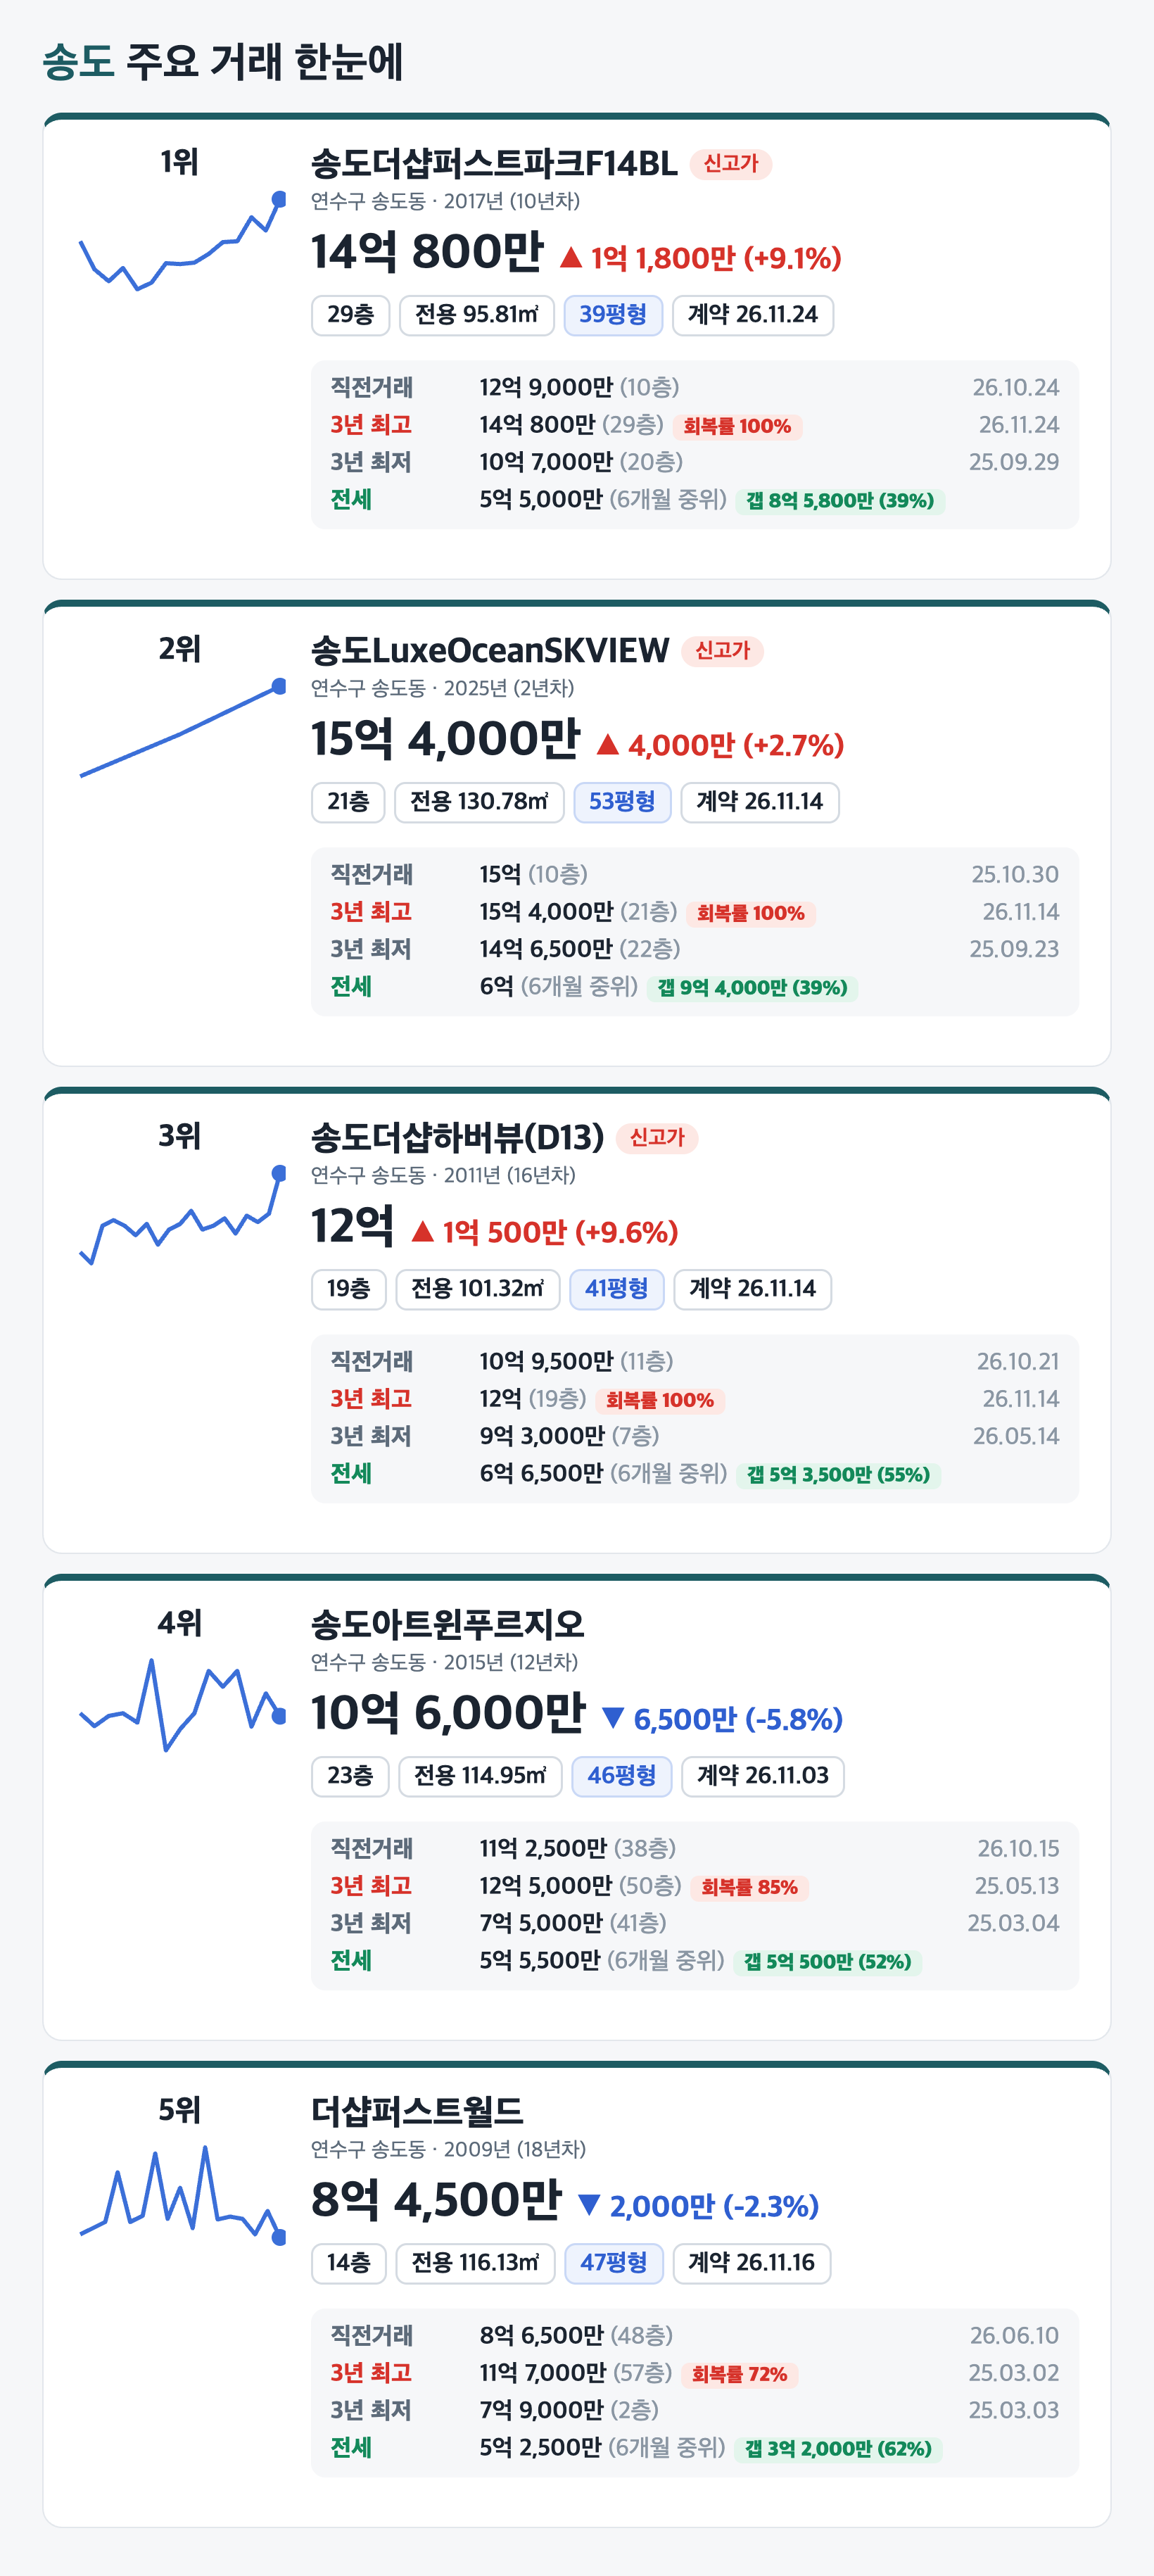 송도 주요 거래 한눈에
1위
송도더샵퍼스트파크F14BL 신고가
연수구 송도동 · 2017년 (10년차)
14억 800만 ▲ 1억 1,800만 (+9.1%)
29층 전용 95.81㎡ 39평형 계약 26.11.24
직전거래 12억 9,000만 (10층) 26.10.24
3년 최고 14억 800만 (29층) 회복률 100% 26.11.24
3년 최저 10억 7,000만 (20층) 25.09.29
전세 5억 5,000만 (6개월 중위) 갭 8억 5,800만 (39%)
2위
송도LuxeOceanSKVIEW 신고가
연수구 송도동 · 2025년 (2년차)
15억 4,000만 ▲ 4,000만 (+2.7%)
21층 전용 130.78㎡ 53평형 계약 26.11.14
직전거래 15억 (10층) 25.10.30
3년 최고 15억 4,000만 (21층) 회복률 100% 26.11.14
3년 최저 14억 6,500만 (22층) 25.09.23
전세 6억 (6개월 중위) 갭 9억 4,000만 (39%)
3위
송도더샵하버뷰(D13) 신고가
연수구 송도동 · 2011년 (16년차)
12억 ▲ 1억 500만 (+9.6%)
19층 전용 101.32㎡ 41평형 계약 26.11.14
직전거래 10억 9,500만 (11층) 26.10.21
3년 최고 12억 (19층) 회복률 100% 26.11.14
3년 최저 9억 3,000만 (7층) 26.05.14
전세 6억 6,500만 (6개월 중위) 갭 5억 3,500만 (55%)
4위
송도아트윈푸르지오
연수구 송도동 · 2015년 (12년차)
10억 6,000만 ▼ 6,500만 (-5.8%)
23층 전용 114.95㎡ 46평형 계약 26.11.03
직전거래 11억 2,500만 (38층) 26.10.15
3년 최고 12억 5,000만 (50층) 회복률 85% 25.05.13
3년 최저 7억 5,000만 (41층) 25.03.04
전세 5억 5,500만 (6개월 중위) 갭 5억 500만 (52%)
5위
더샵퍼스트월드
연수구 송도동 · 2009년 (18년차)
8억 4,500만 ▼ 2,000만 (-2.3%)
14층 전용 116.13㎡ 47평형 계약 26.11.16
직전거래 8억 6,500만 (48층) 26.06.10
3년 최고 11억 7,000만 (57층) 회복률 72% 25.03.02
3년 최저 7억 9,000만 (2층) 25.03.03
전세 5억 2,500만 (6개월 중위) 갭 3억 2,000만 (62%)